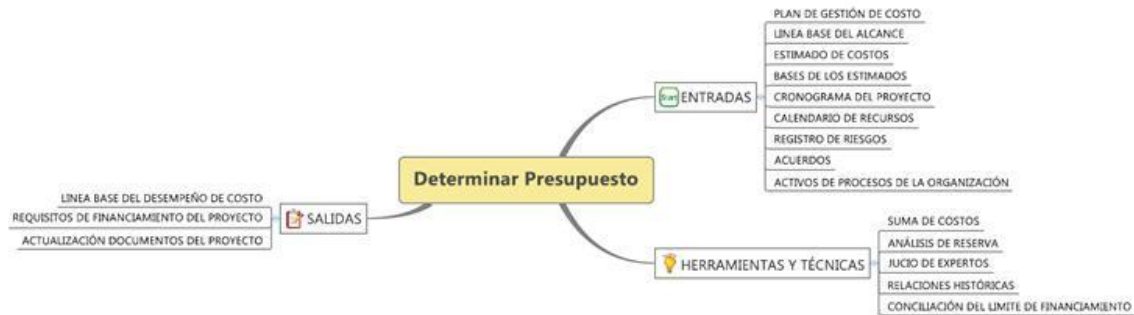 PLAN DE GESTIÓN DE COSTO
LINEA BASE DEL ALCANCE
ESTIMADO DE COSTOS
BASES DE LOS ESTIMADOS
Start ENTRADAS
CRONOGRAMA DEL PROYECTO
CALENDARIO DE RECURSOS
REGISTRO DE RIESGOS
ACUERDOS
ACTIVOS DE PROCESOS DE LA ORGANIZACIÓN
Determinar Presupuesto
LINEA BASE DEL DESEMPEÑO DE COSTO
REQUISITOS DE FINANCIAMIENTO DEL PROYECTO
ACTUALIZACIÓN DOCUMENTOS DEL PROYECTO
SALIDAS
HERRAMIENTAS Y TÉCNICAS
SUMA DE COSTOS
ANÁLISIS DE RESERVA
JUCIO DE EXPERTOS
RELACIONES HISTÓRICAS
CONCILIACIÓN DEL LIMITE DE FINANCIAMIENTO